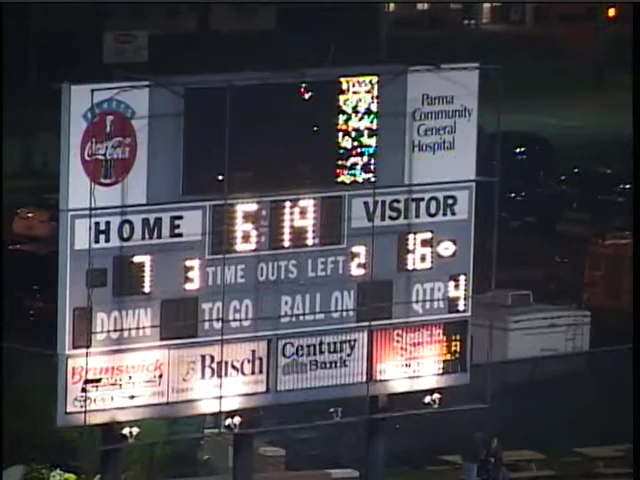 Coca-Cola
Parma
Community
General
Hospital
HOME
6:19
VISITOR
7
3
TIME OUTS LEFT
2
16
DOWN
TO GO
BALL ON
QTR
4
Brunswick
Busch
Century
Bank